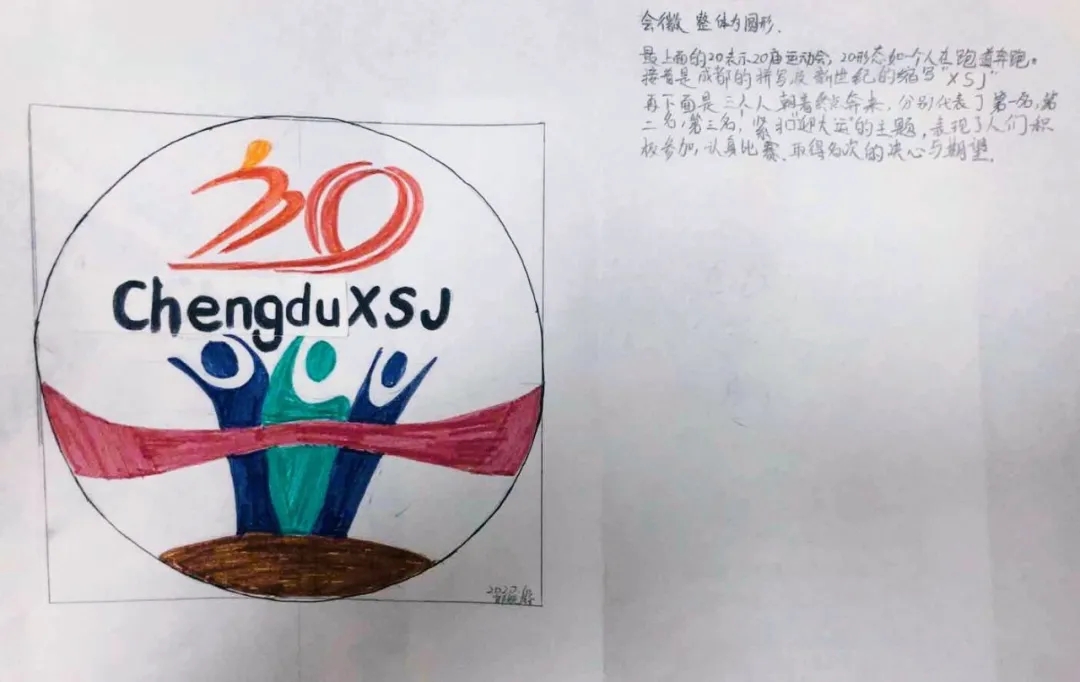 会徽 整体为圆形.
最上面的20表示20届运动会, 20形态如一个人在跑道奔跑。
接着是成都的拼写及新世纪的缩写"XSJ"
再下面是三个人朝着终点奔来, 分别代表了第一名, 第
二名, 第三名, 紧扣"迎大运"的主题, 表现了人们积
极参加, 认真比赛、取得名次的决心与期望.
20
ChengduXSJ
2020.